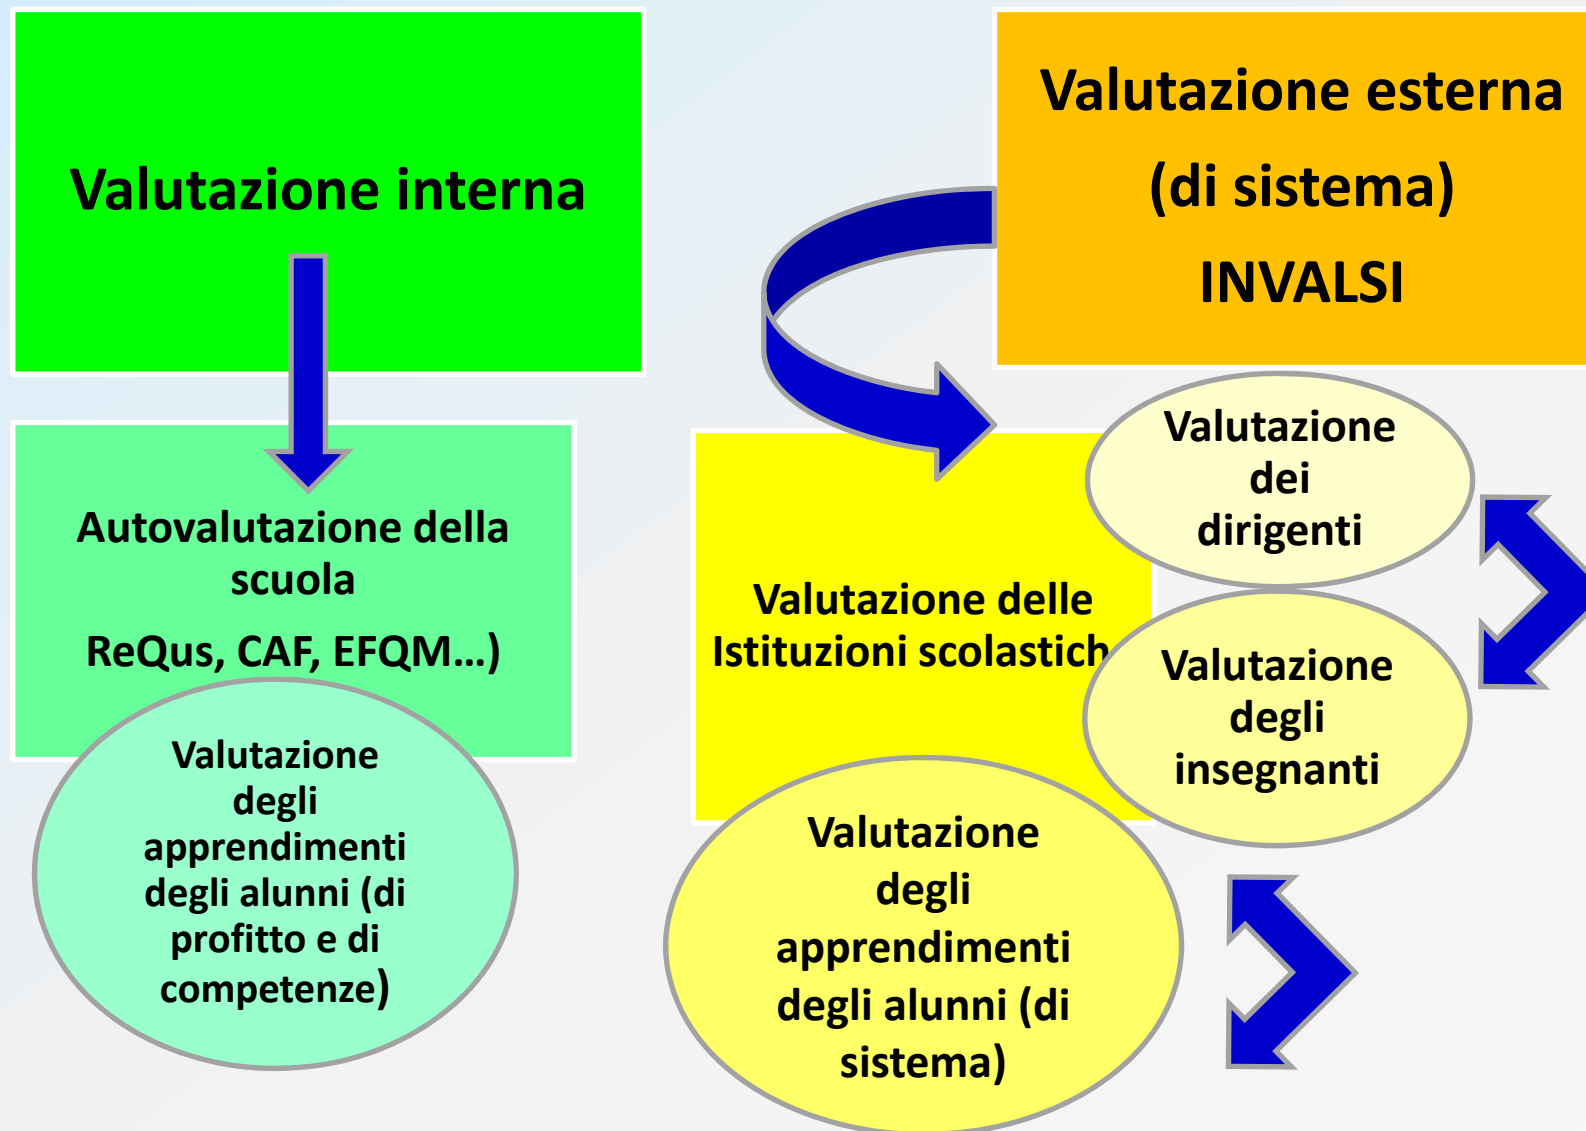 Valutazione interna
Autovalutazione della
scuola
ReQus, CAF, EFQM...)
Valutazione
degli
apprendimenti
degli alunni (di
profitto e di
competenze)
Valutazione esterna
(di sistema)
INVALSI
Valutazione delle
Istituzioni scolastich
Valutazione
dei
dirigenti
Valutazione
degli
insegnanti
Valutazione
degli
apprendimenti
degli alunni (di
sistema)